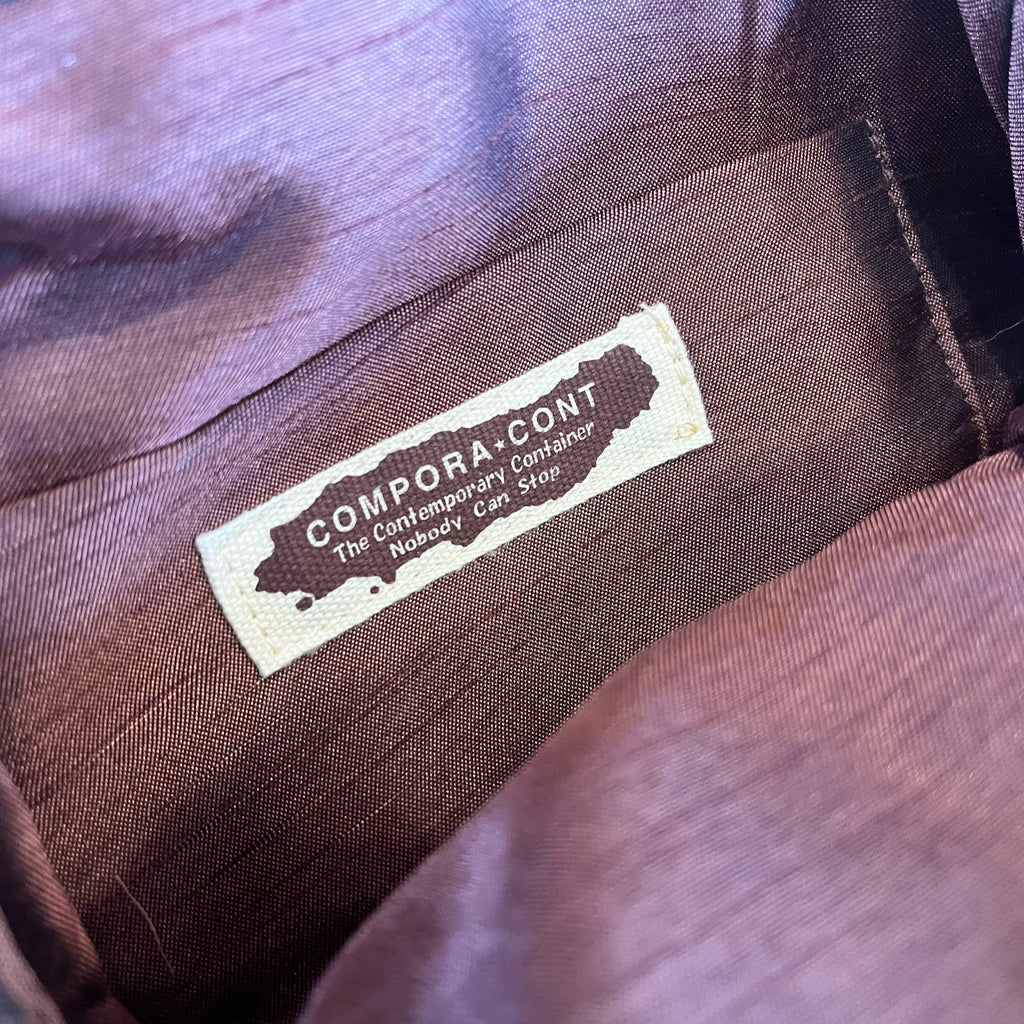 COMPORA★CONT
The Contemporary Container
Nobody Can Stop